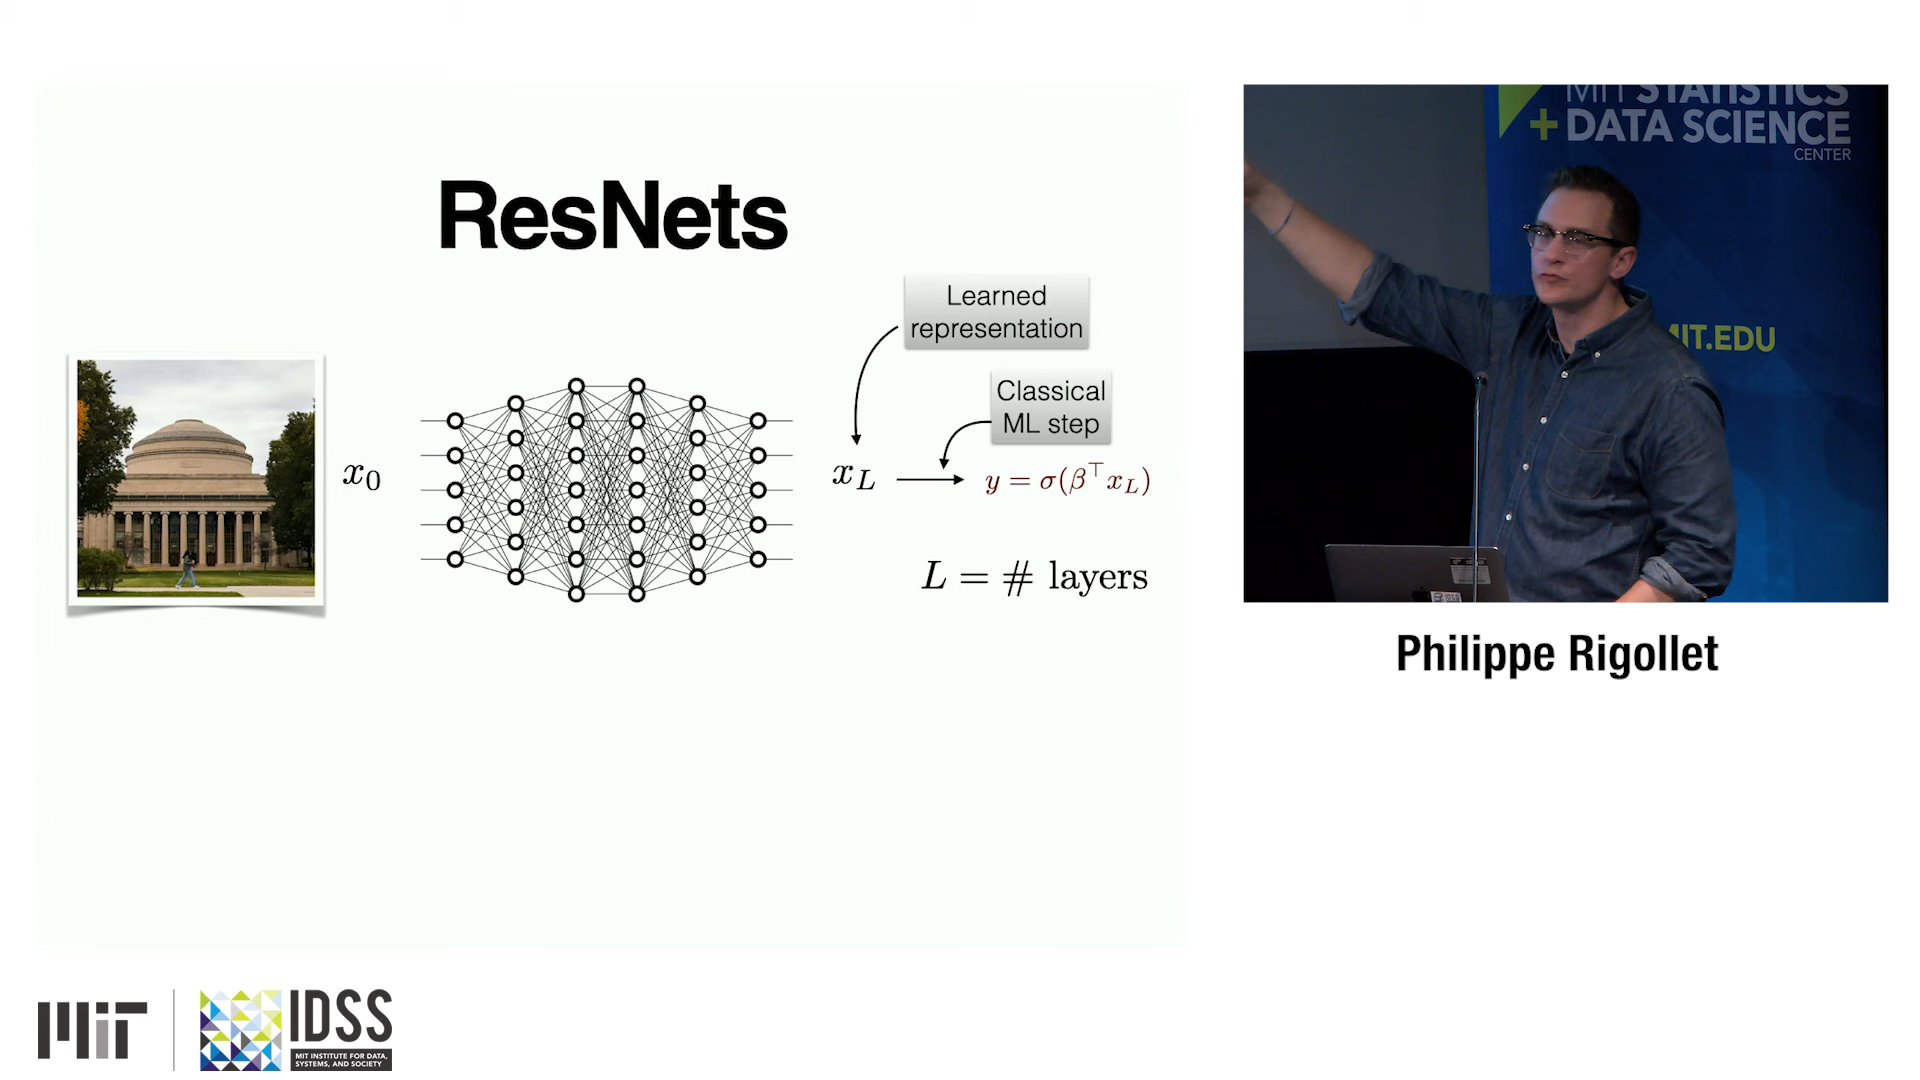 ResNets
Learned
representation
Classical
ML step
x₀
x_L
y = σ(β⊤x_L)
L = # layers
MIT STATISTICS
+ DATA SCIENCE
CENTER
MIT.EDU
Philippe Rigollet
MIT
IDSS
MIT INSTITUTE FOR DATA,
SYSTEMS, AND SOCIETY